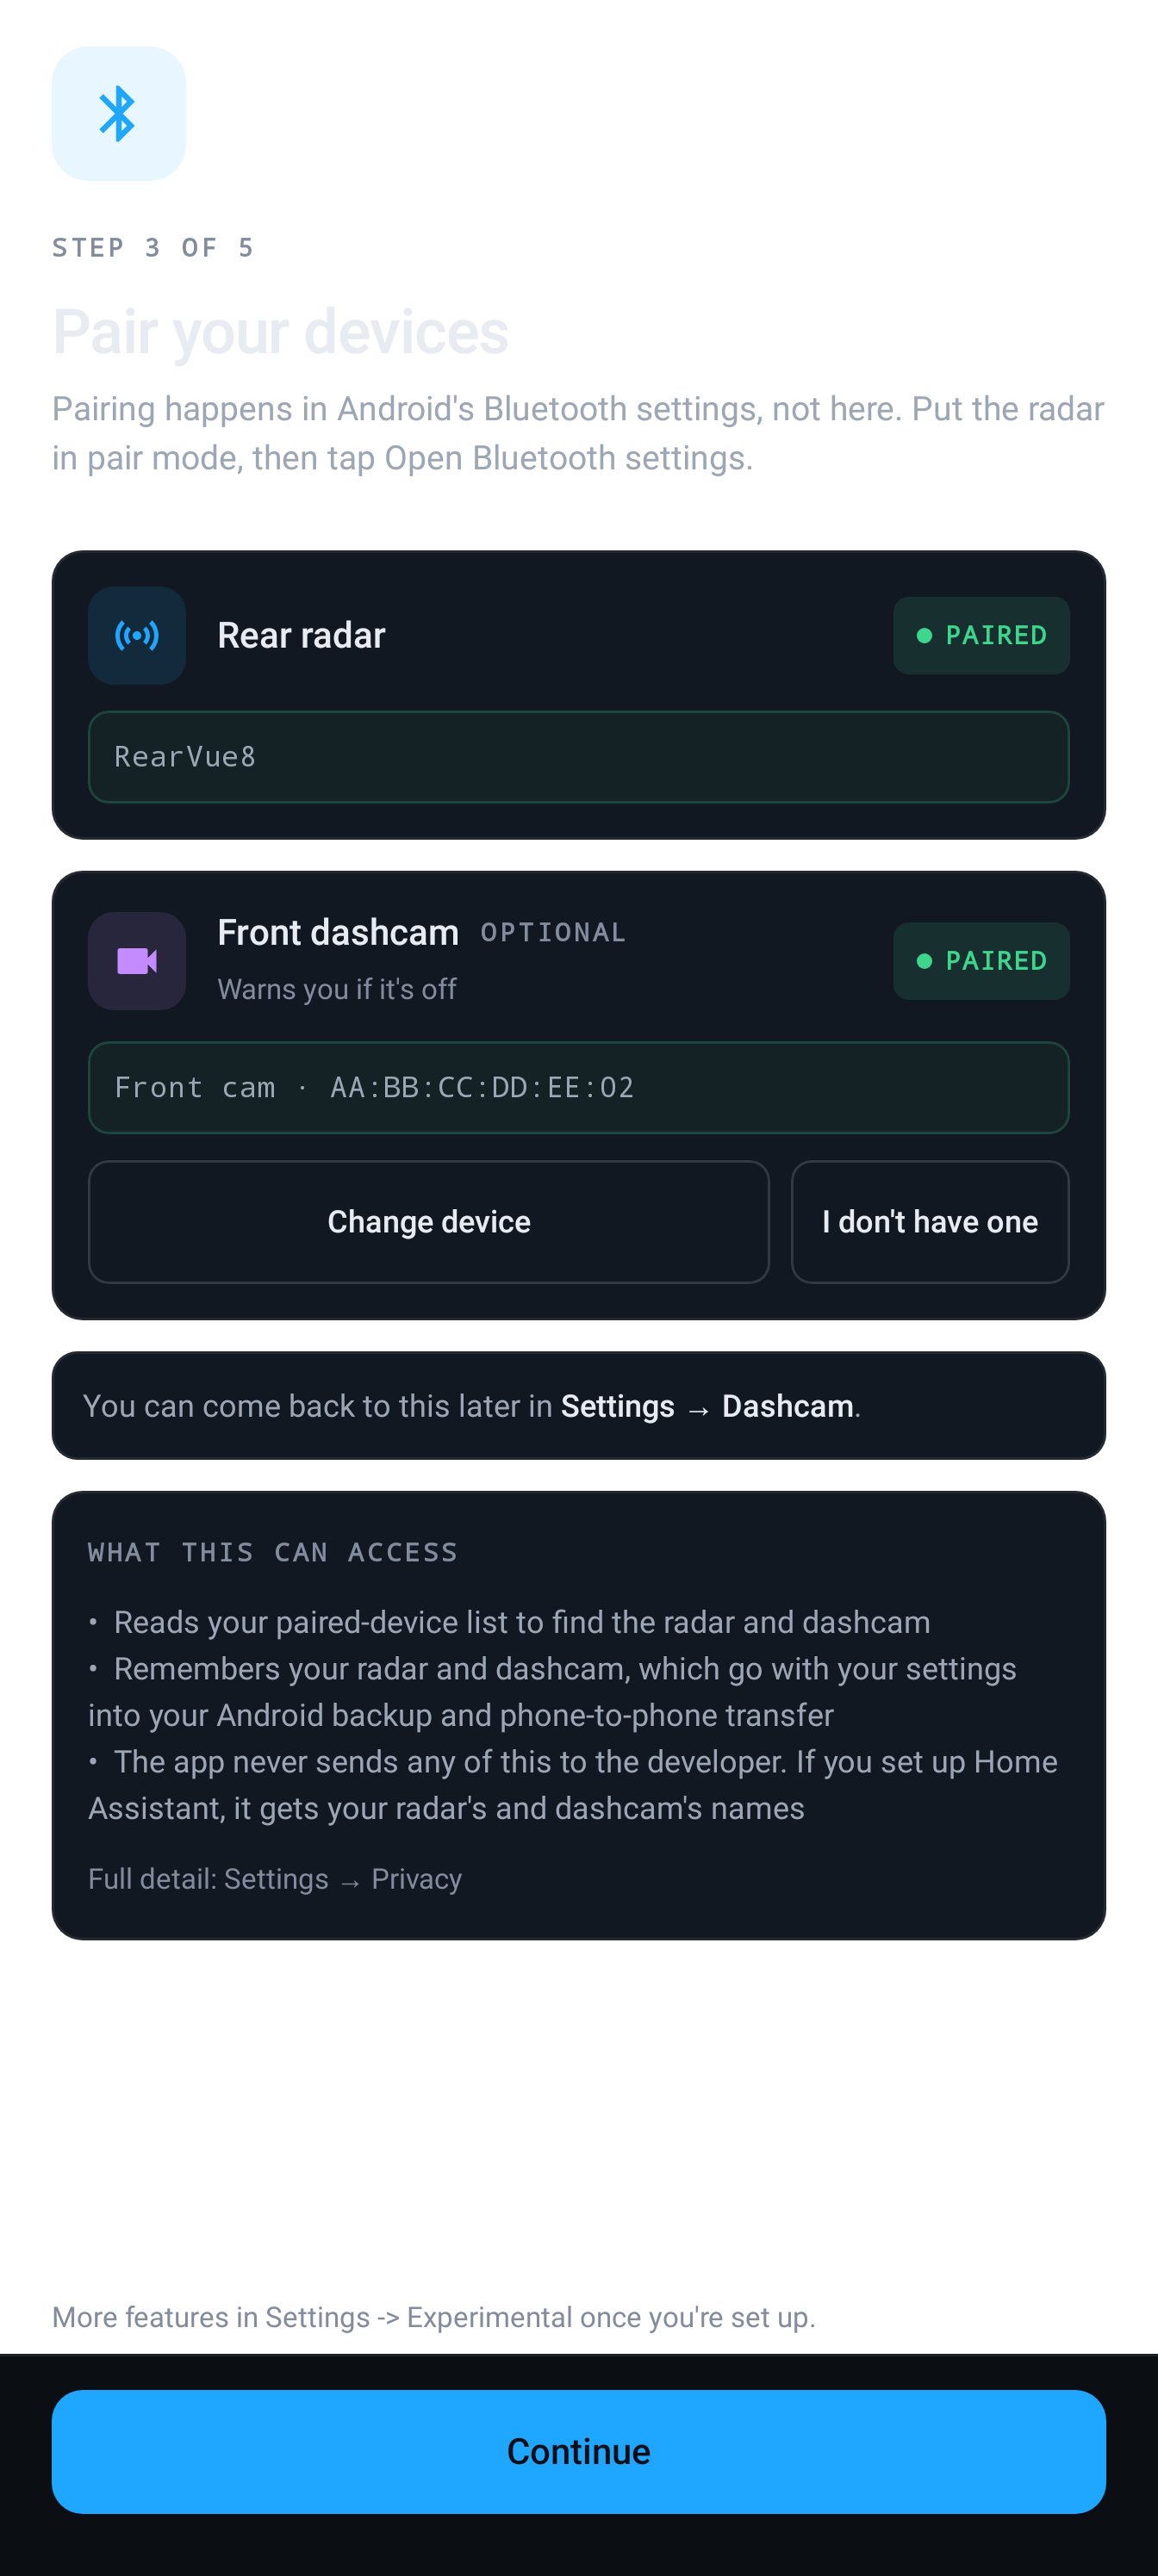 STEP 3 OF 5
Pair your devices
Pairing happens in Android's Bluetooth settings, not here. Put the radar
in pair mode, then tap Open Bluetooth settings.
Rear radar
PAIRED
RearVue8
Front dashcam OPTIONAL
Warns you if it's off
PAIRED
Front cam · AA:BB:CC:DD:EE:02
Change device
I don't have one
You can come back to this later in Settings → Dashcam.
WHAT THIS CAN ACCESS
• Reads your paired-device list to find the radar and dashcam
• Remembers your radar and dashcam, which go with your settings
into your Android backup and phone-to-phone transfer
• The app never sends any of this to the developer. If you set up Home
Assistant, it gets your radar's and dashcam's names
Full detail: Settings → Privacy
More features in Settings -> Experimental once you're set up.
Continue